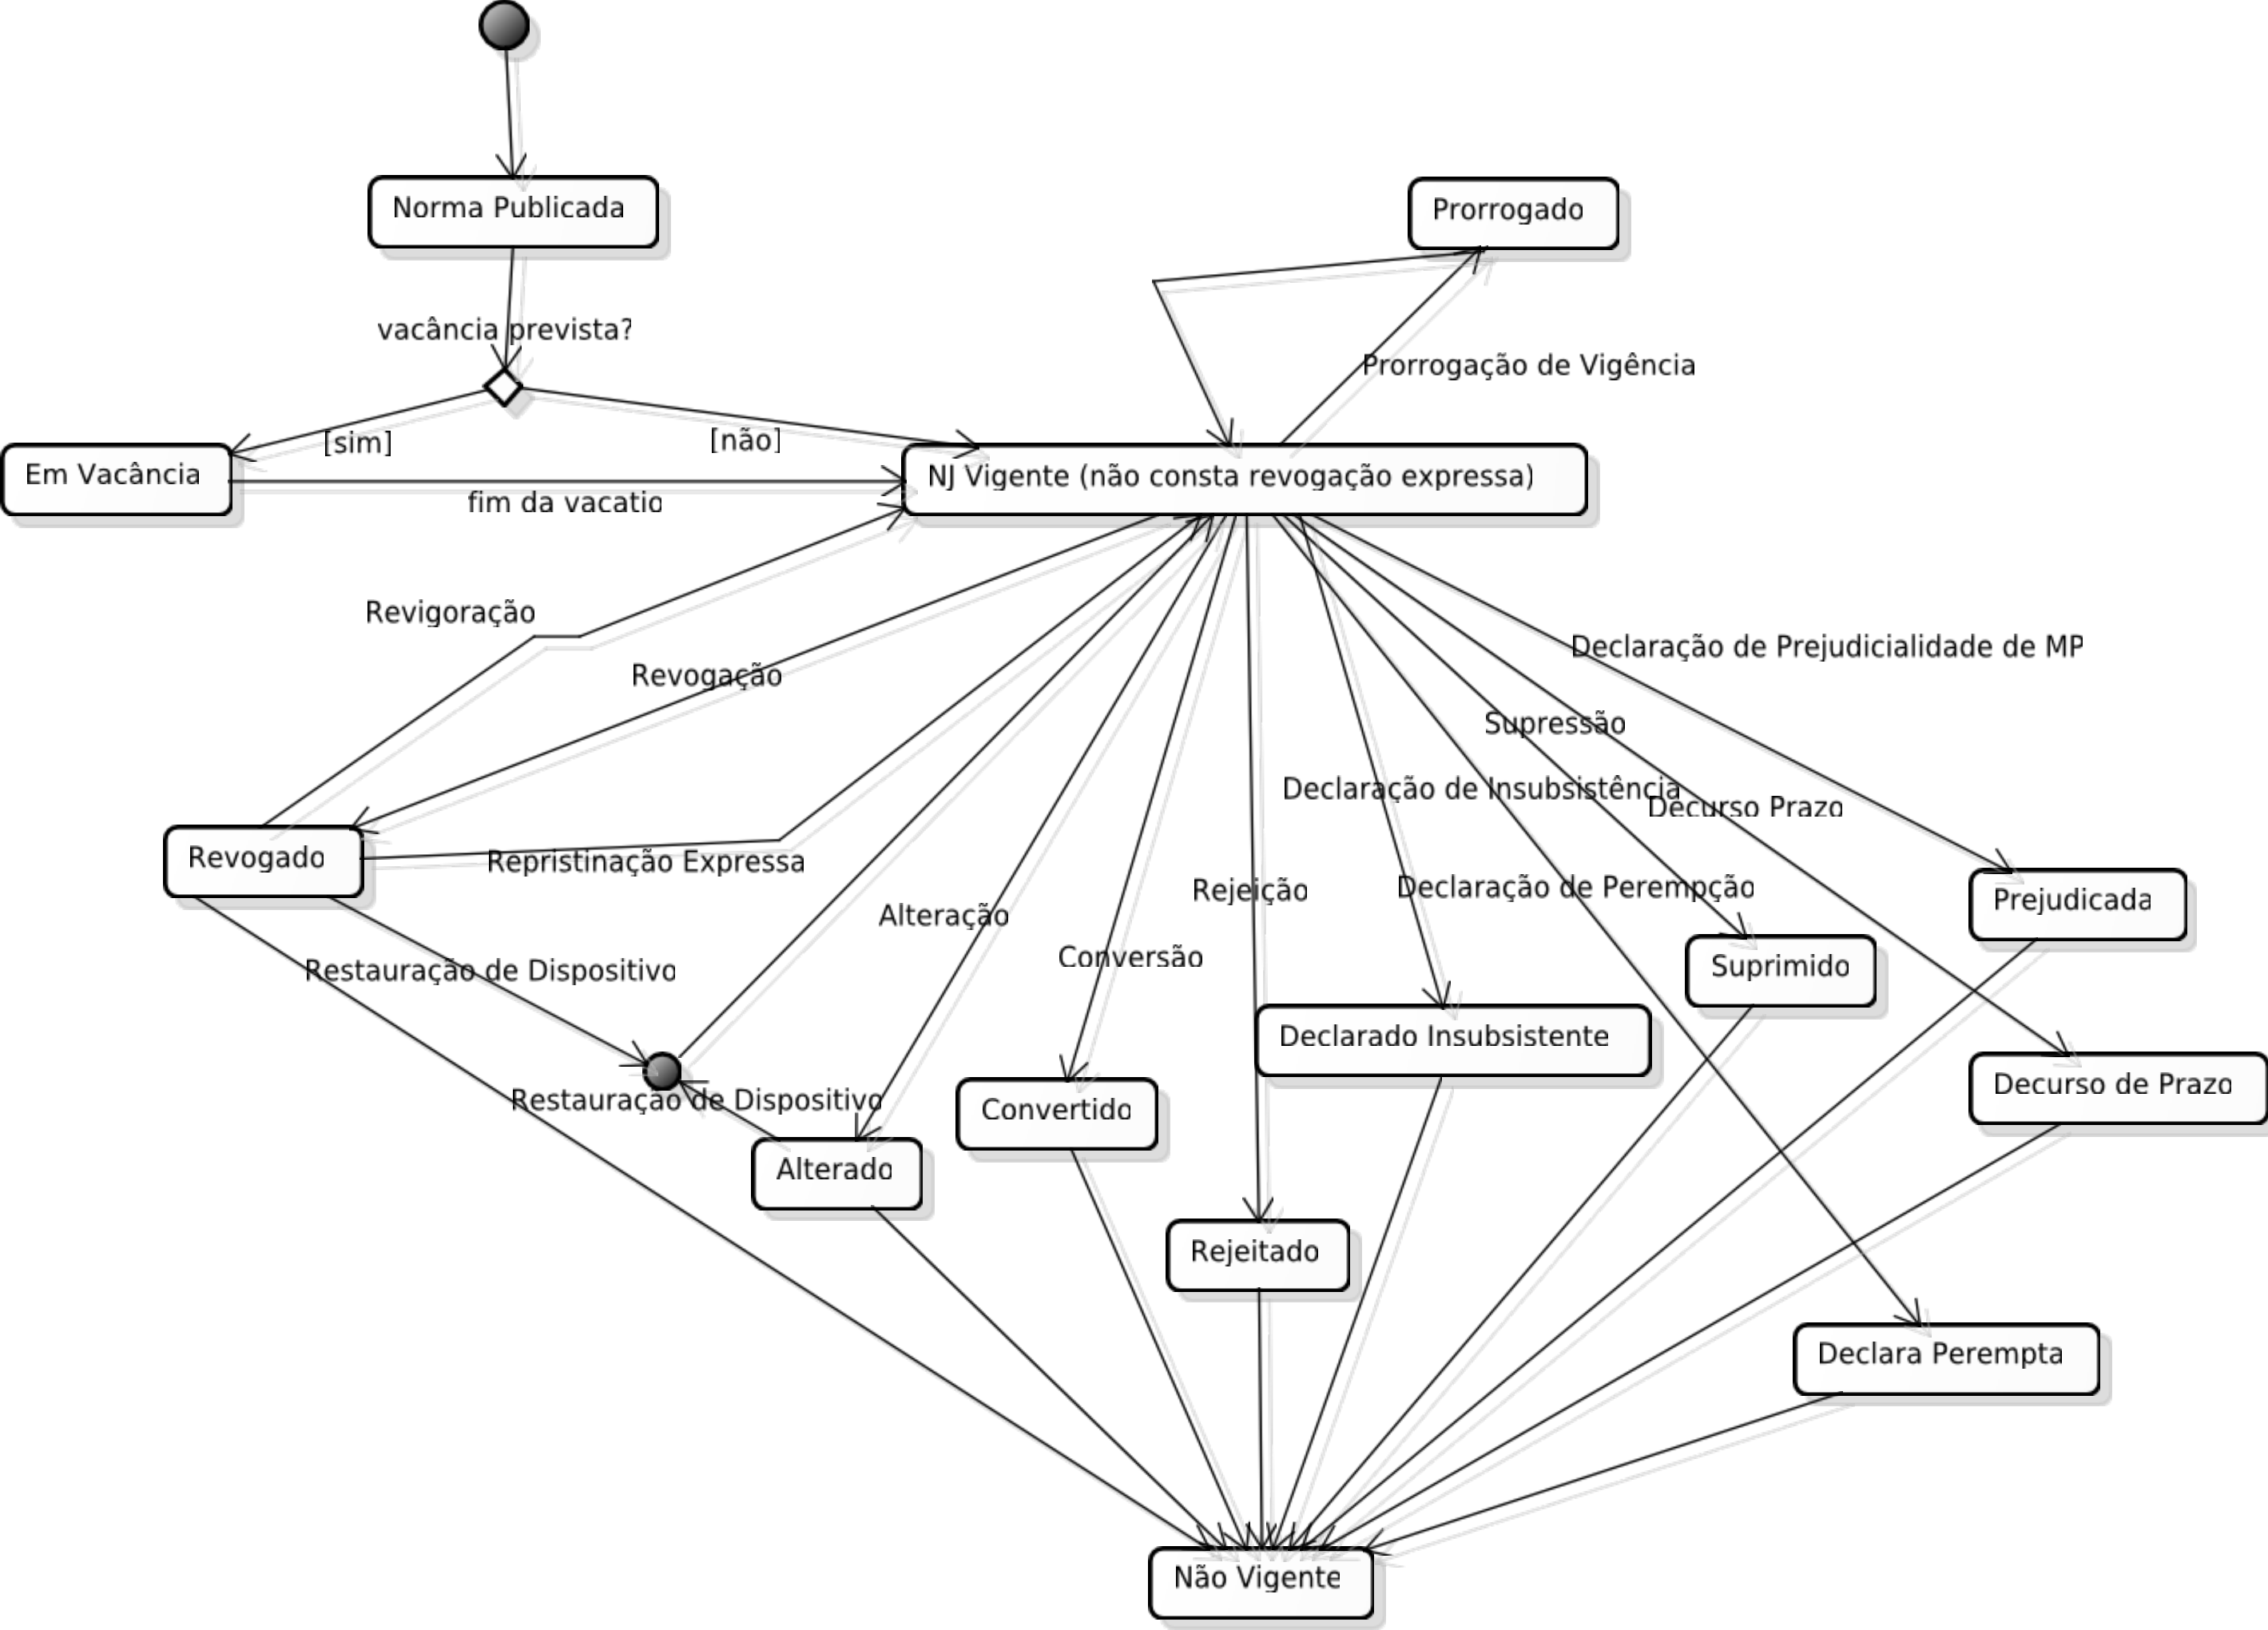 Norma Publicada
Prorrogado
vacância prevista?
Prorrogação de Vigência
[sim]
[não]
Em Vacância
NJ Vigente (não consta revogação expressa)
fim da vacatio
Revigoração
Declaração de Prejudicialidade de MP
Revogação
Supressão
Declaração de Insubsistência
Decurso Prazo
Revogado
Repristinação Expressa
Rejeição
Declaração de Perempção
Prejudicada
Alteração
Conversão
Suprimido
Restauração de Dispositivo
Declarado Insubsistente
Decurso de Prazo
Restauração de Dispositivo
Convertido
Alterado
Rejeitado
Declara Perempta
Não Vigente